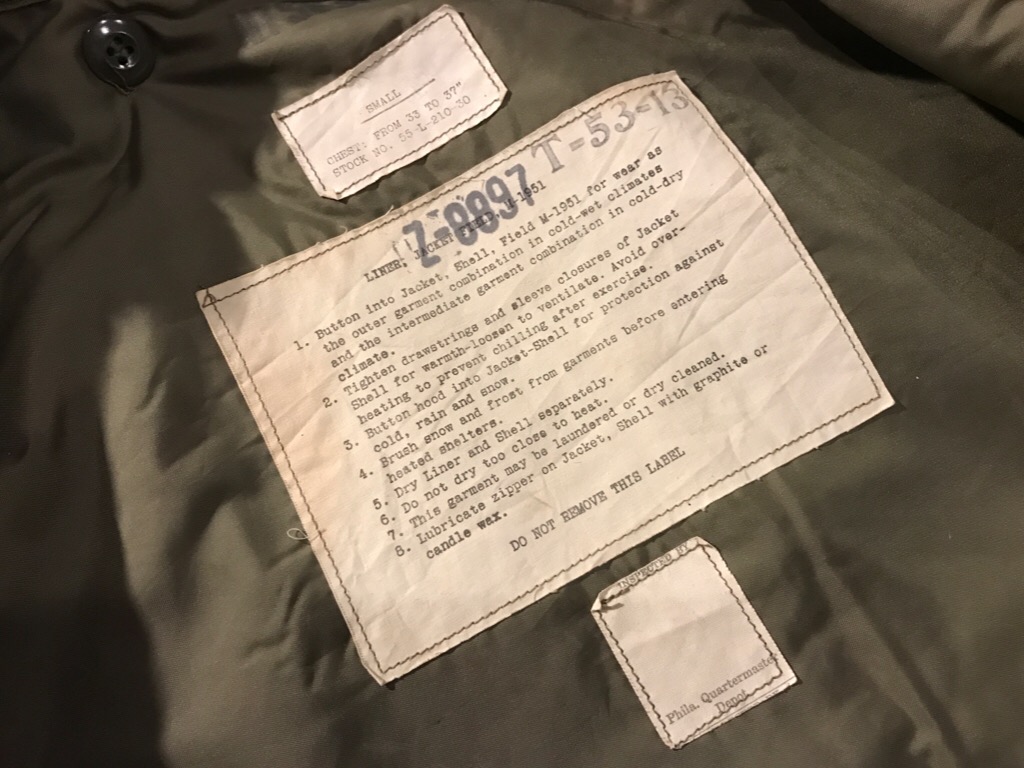 SMALL
CHEST: FROM 33 TO 37"
STOCK NO. 55-L-210-30
Z-8897 T-53-13
LINER, JACKET FIELD, M-1951
1. Button into Jacket, Shell, Field M-1951 for wear as
the outer garment combination in cold-wet climates
and the intermediate garment combination in cold-dry
climate.
2. Tighten drawstrings and sleeve closures of Jacket
Shell for warmth-loosen to ventilate. Avoid over-
heating to prevent chilling after exercise.
3. Button hood into Jacket-Shell for protection against
cold, rain and snow.
4. Brush snow and frost from garments before entering
heated shelters.
5. Dry Liner and Shell separately.
6. Do not dry too close to heat.
7. This garment may be laundered or dry cleaned.
8. Lubricate zipper on Jacket, Shell with graphite or
candle wax.
DO NOT REMOVE THIS LABEL
INSPECTED BY
Phila. Quartermaster
Depot